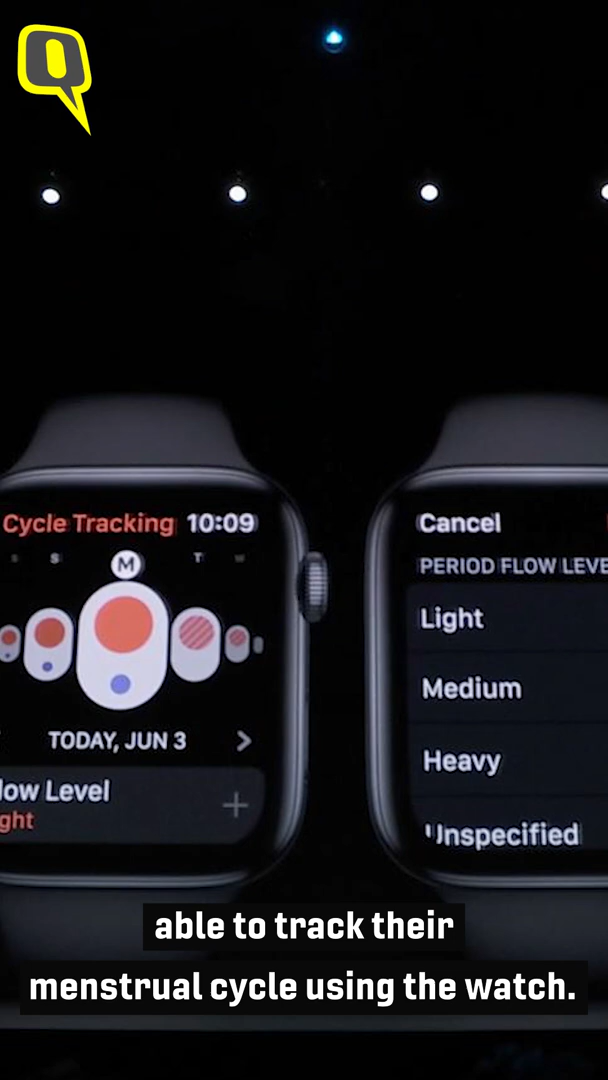 Cycle Tracking 10:09
S M T W
TODAY, JUN 3
low Level
ght
Cancel
PERIOD FLOW LEVE
Light
Medium
Heavy
Unspecified
able to track their
menstrual cycle using the watch.